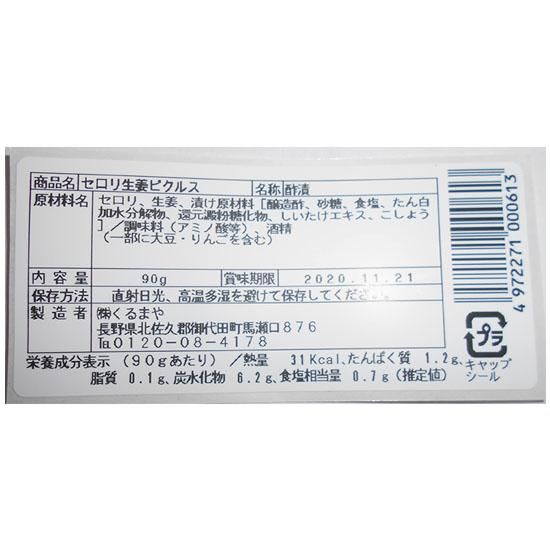 商品名 セロリ生姜ピクルス 名称 酢漬
原材料名 セロリ、生姜、漬け原材料［醸造酢、砂糖、食塩、たん白
加水分解物、還元澱粉糖化物、しいたけエキス、こしょう
］／調味料（アミノ酸等）、酒精
（一部に大豆・りんごを含む）
内容量 90g 賞味期限 2020.11.21
保存方法 直射日光、高温多湿を避けて保存してください。
製造者 ㈱くるまや
長野県北佐久郡御代田町馬瀬口876
℡0120-08-4178
栄養成分表示（90gあたり）／熱量 31Kcal、たんぱく質 1.2g、
脂質 0.1g、炭水化物 6.2g、食塩相当量 0.7g（推定値）
4 972271 000613
プラ
キャップ
シール